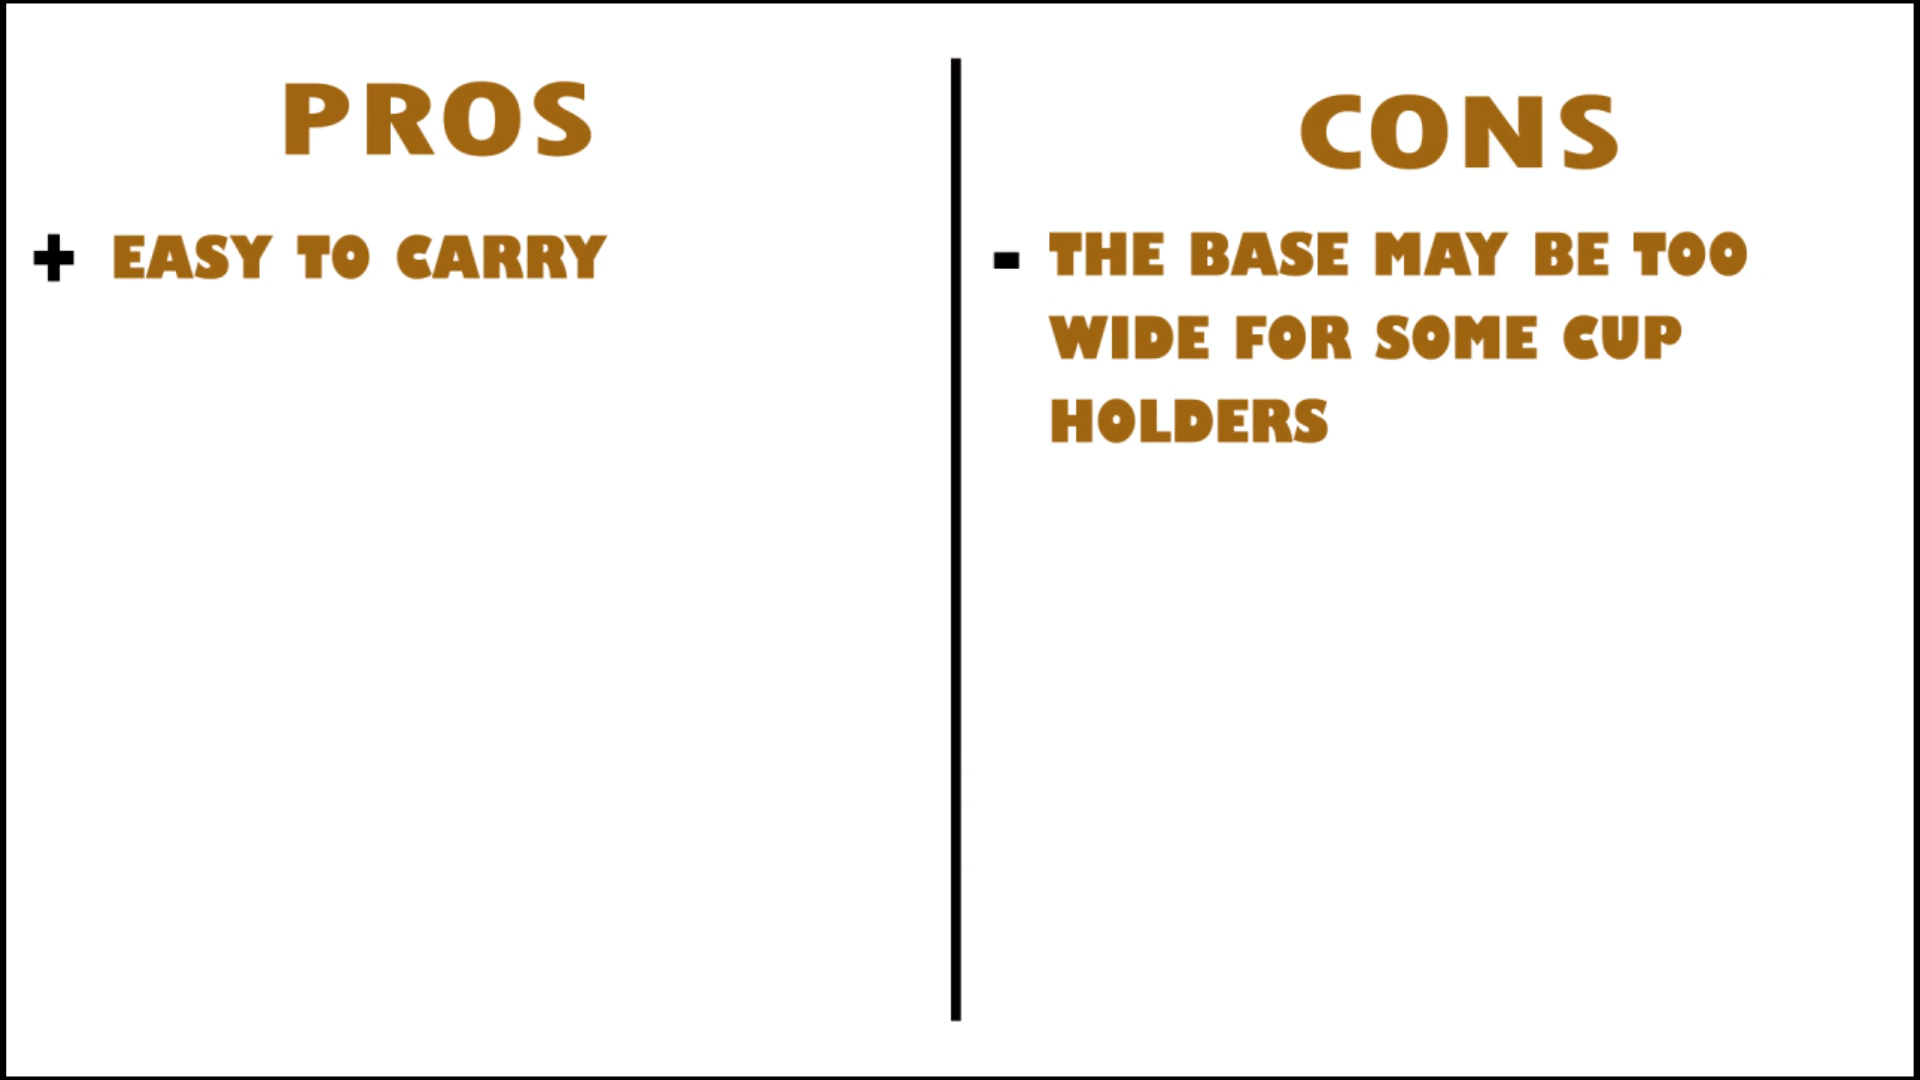 PROS
+ EASY TO CARRY
CONS
- THE BASE MAY BE TOO
WIDE FOR SOME CUP
HOLDERS